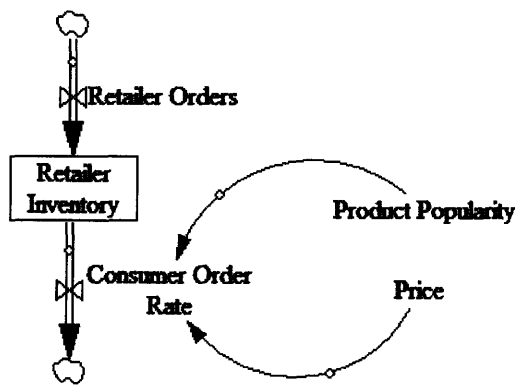 Retailer Orders
Retailer
Inventory
Product Popularity
Consumer Order
Rate
Price